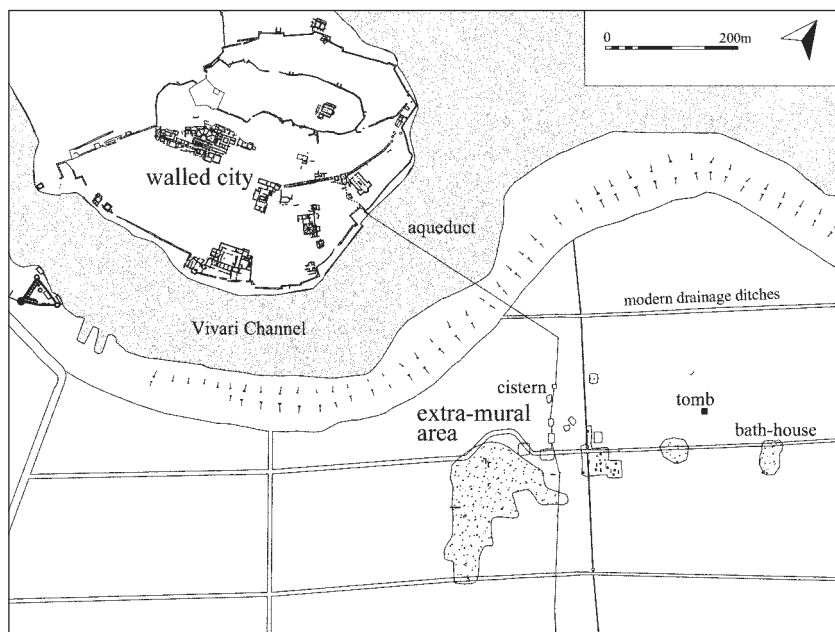 0 200m
walled city
aqueduct
modern drainage ditches
Vivari Channel
cistern
tomb
extra-mural
area
bath-house